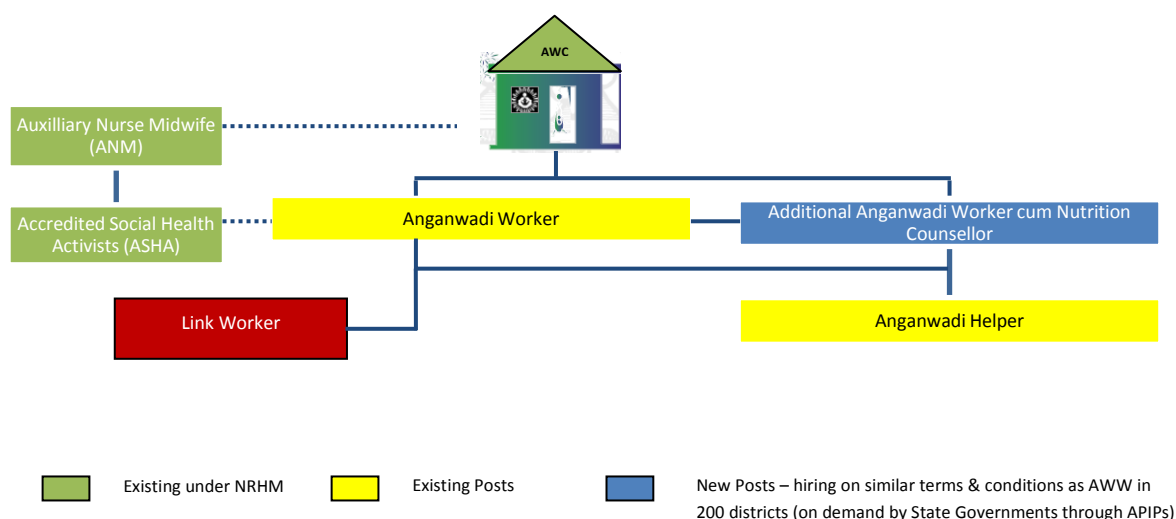 AWC
Auxilliary Nurse Midwife
(ANM)
Accredited Social Health
Activists (ASHA)
Anganwadi Worker
Additional Anganwadi Worker cum Nutrition
Counsellor
Link Worker
Anganwadi Helper
Existing under NRHM
Existing Posts
New Posts – hiring on similar terms & conditions as AWW in
200 districts (on demand by State Governments through APIPs)